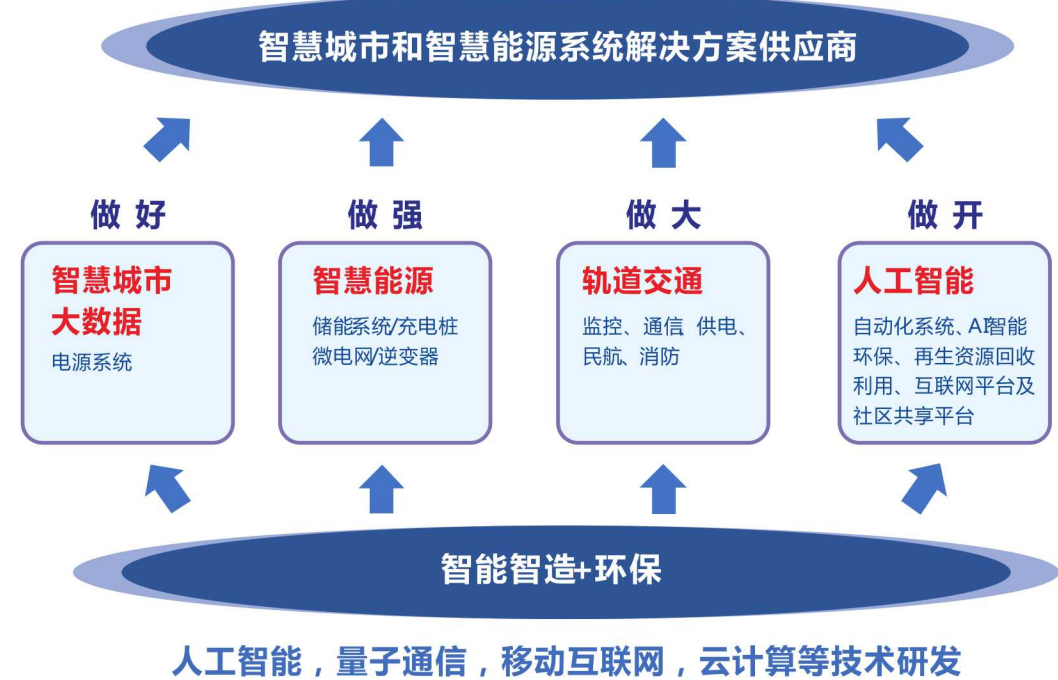 智慧城市和智慧能源系统解决方案供应商
做好
做强
做大
做开
智慧城市
大数据
电源系统
智慧能源
储能系统/充电桩
微电网/逆变器
轨道交通
监控、通信 供电、
民航、消防
人工智能
自动化系统、AI智能
环保、再生资源回收
利用、互联网平台及
社区共享平台
智能智造+环保
人工智能，量子通信，移动互联网，云计算等技术研发